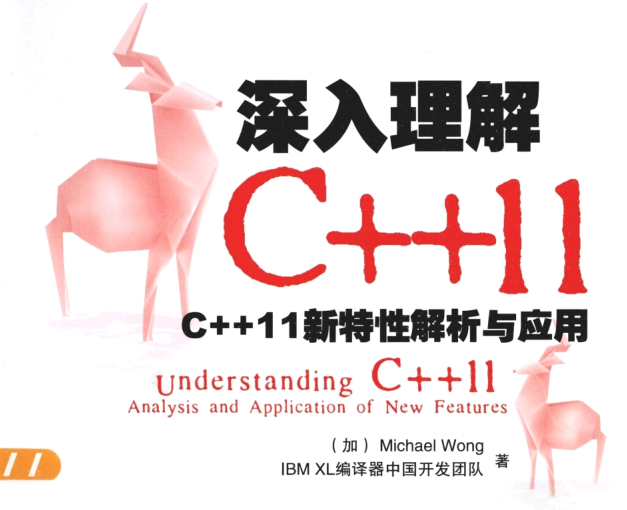 深入理解
C++11
C++11新特性解析与应用
Understanding C++11
Analysis and Application of New Features
（加）Michael Wong
IBM XL编译器中国开发团队 著